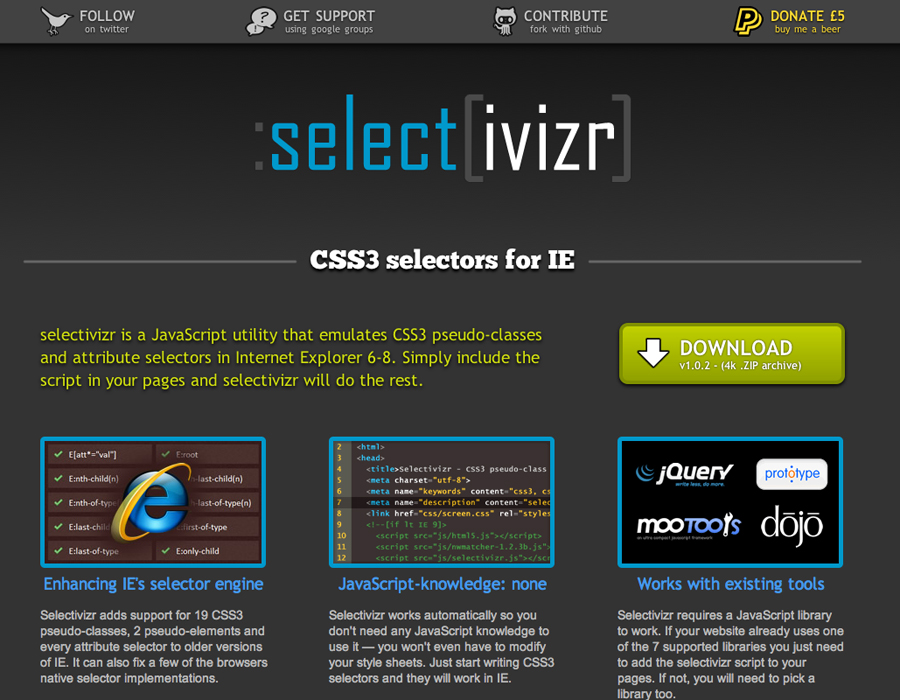 FOLLOW
on twitter
GET SUPPORT
using google groups
CONTRIBUTE
fork with github
DONATE £5
buy me a beer
:select[ivizr]
CSS3 selectors for IE
selectivizr is a JavaScript utility that emulates CSS3 pseudo-classes
and attribute selectors in Internet Explorer 6-8. Simply include the
script in your pages and selectivizr will do the rest.
DOWNLOAD
v1.0.2 - (4k .ZIP archive)
E[att*="val"]
E:root
E:nth-child(n)
-last-child(n)
E:nth-of-type
-last-of-type(n)
E:last-child
first-of-type
E:last-of-type
E:only-child
Enhancing IE's selector engine
Selectivizr adds support for 19 CSS3
pseudo-classes, 2 pseudo-elements and
every attribute selector to older versions
of IE. It can also fix a few of the browsers
native selector implementations.
2 <html>
3 <head>
4 <title>Selectivizr - CSS3 pseudo-class
5 <meta charset="utf-8">
6 <meta name="keywords" content="css3, cs
7 <meta name="description" content="selec
8 <link href="css/screen.css" rel="styles
9 <!--[if lt IE 9]>
10 <script src="js/html5.js"></script>
11 <script src="js/nwmatcher-1.2.3b.js">
12 <script src="js/selectivizr.js"></scr
JavaScript-knowledge: none
Selectivizr works automatically so you
don't need any JavaScript knowledge to
use it — you won't even have to modify
your style sheets. Just start writing CSS3
selectors and they will work in IE.
jQuery
write less, do more.
prototype
mootools
an ultra compact javascript framework
dojo
Works with existing tools
Selectivizr requires a JavaScript library
to work. If your website already uses one
of the 7 supported libraries you just need
to add the selectivizr script to your
pages. If not, you will need to pick a
library too.